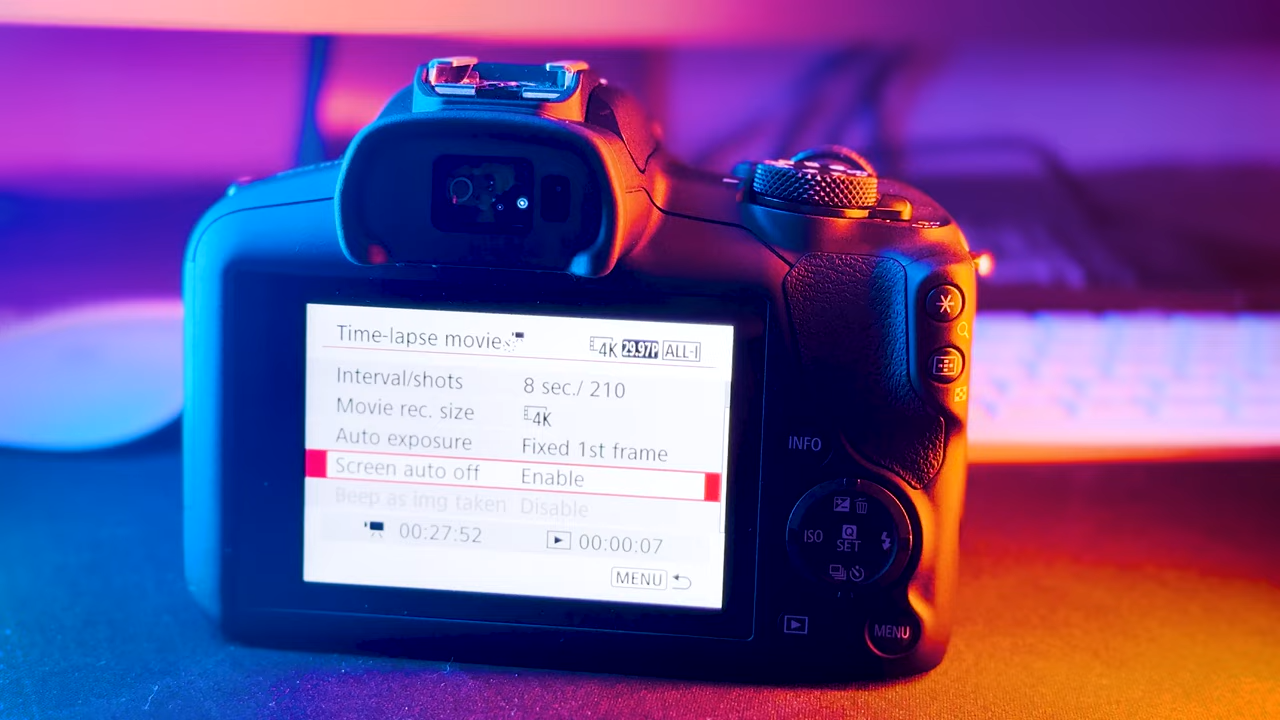 Time-lapse movie 4K 29.97P ALL-I
Interval/shots 8 sec./ 210
Movie rec. size 4K
Auto exposure Fixed 1st frame
Screen auto off Enable
Beep as img taken Disable
00:27:52 00:00:07
MENU
INFO
ISO
Q
SET
MENU